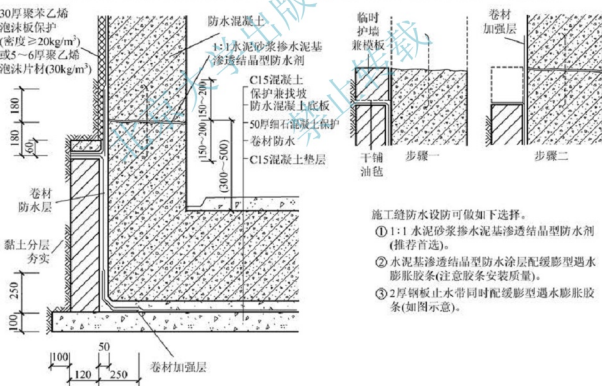 30厚聚苯乙烯
泡沫板保护
(密度≥20kg/m³)
或5~6厚聚乙烯
泡沫片材(30kg/m³)
防水混凝土
1:1水泥砂浆掺水泥基
渗透结晶型防水剂
C15混凝土
保护兼找坡
防水混凝土底板
50厚细石混凝土保护
卷材防水
C15混凝土垫层
180
180
60
150~200
150~200
(300~500)
卷材
防水层
黏土分层
夯实
250
100
100
50
120
250
卷材加强层
临时
护墙
兼模板
干铺
油毡
步骤一
卷材
加强层
步骤二
施工缝防水设防可做如下选择。
①1:1水泥砂浆掺水泥基渗透结晶型防水剂
(推荐首选)。
②水泥基渗透结晶型防水涂层配缓膨型遇水
膨胀胶条(注意胶条安装质量)。
③2厚钢板止水带同时配缓膨型遇水膨胀胶
条(如图示意)。
北京大学出版
禁止转载